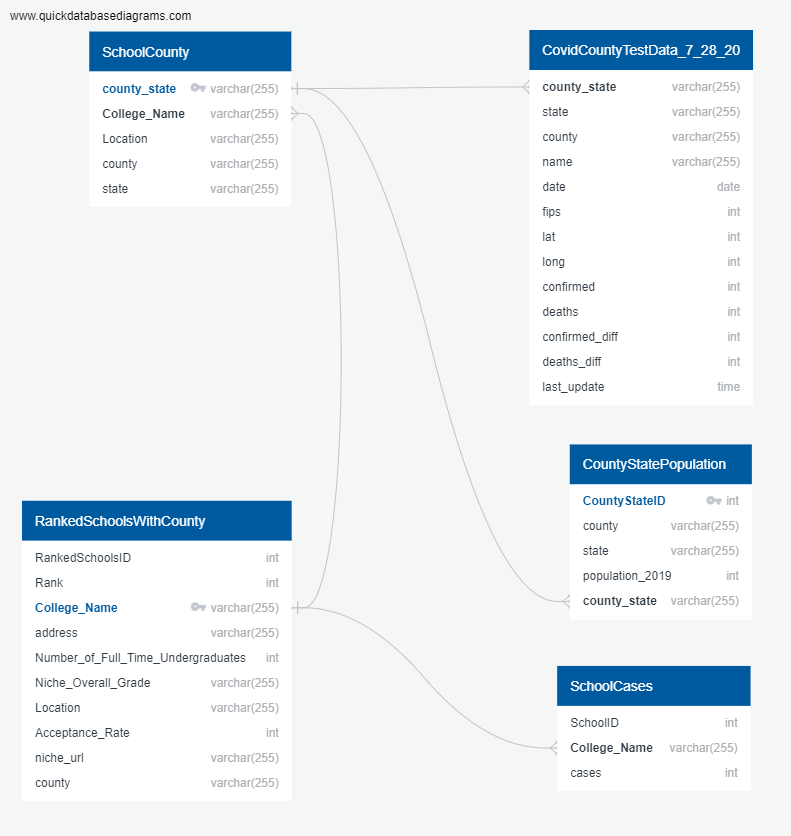 www.quickdatabasediagrams.com
SchoolCounty
county_state varchar(255)
College_Name varchar(255)
Location varchar(255)
county varchar(255)
state varchar(255)
CovidCountyTestData_7_28_20
county_state varchar(255)
state varchar(255)
county varchar(255)
name varchar(255)
date date
fips int
lat int
long int
confirmed int
deaths int
confirmed_diff int
deaths_diff int
last_update time
CountyStatePopulation
CountyStateID int
county varchar(255)
state varchar(255)
population_2019 int
county_state varchar(255)
RankedSchoolsWithCounty
RankedSchoolsID int
Rank int
College_Name varchar(255)
address varchar(255)
Number_of_Full_Time_Undergraduates int
Niche_Overall_Grade varchar(255)
Location varchar(255)
Acceptance_Rate int
niche_url varchar(255)
county varchar(255)
SchoolCases
SchoolID int
College_Name varchar(255)
cases int